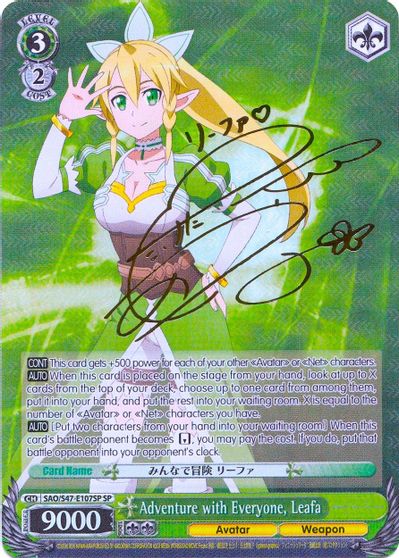 LEVEL
3
2
COST
リーファ♡
CONT This card gets +500 power for each of your other «Avatar» or «Net» characters.
AUTO When this card is placed on the stage from your hand, look at up to X
cards from the top of your deck, choose up to one card from among them,
put it into your hand, and put the rest into your waiting room. X is equal to the
number of «Avatar» or «Net» characters you have.
AUTO [Put two characters from your hand into your waiting room] When this
card's battle opponent becomes [], you may pay the cost. If you do, put that
battle opponent into your opponent's clock.
Card Name
みんなで冒険 リーファ
CH SAO/S47-E107SP SP
POWER
9000
Adventure with Everyone, Leafa
Avatar
Weapon